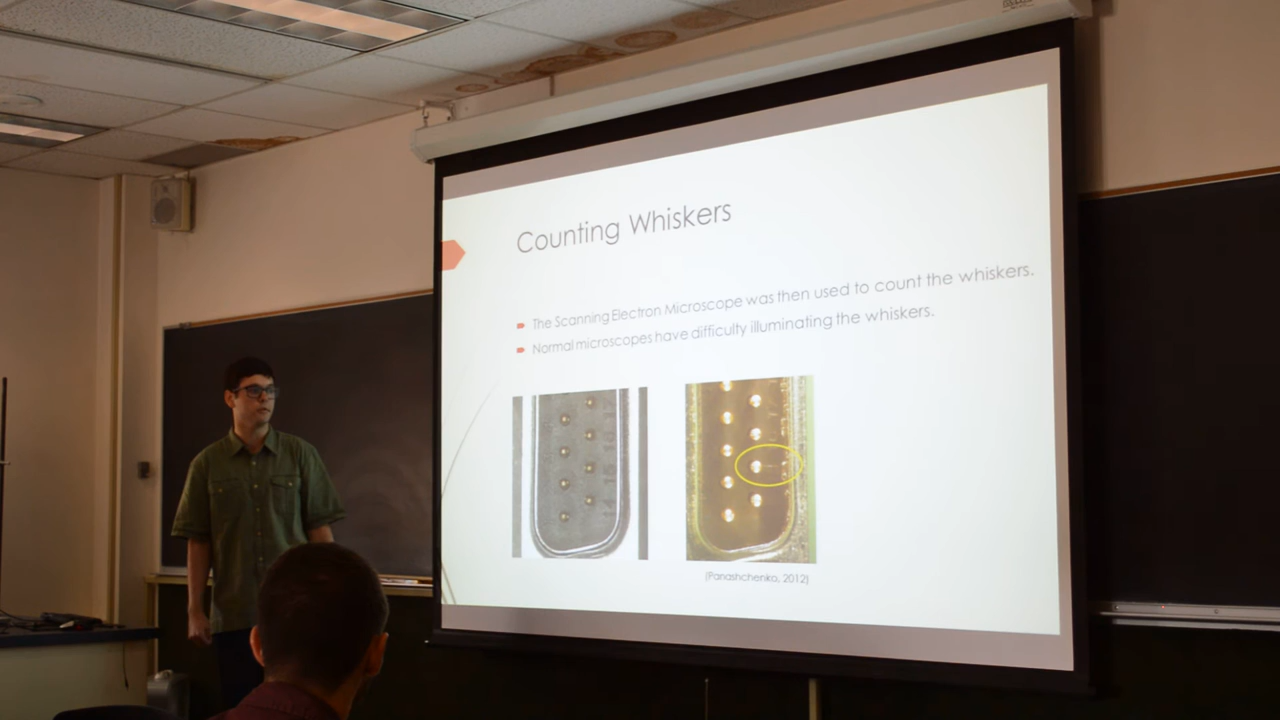 Counting Whiskers
The Scanning Electron Microscope was then used to count the whiskers.
Normal microscopes have difficulty illuminating the whiskers.
(Panashchenko, 2012)